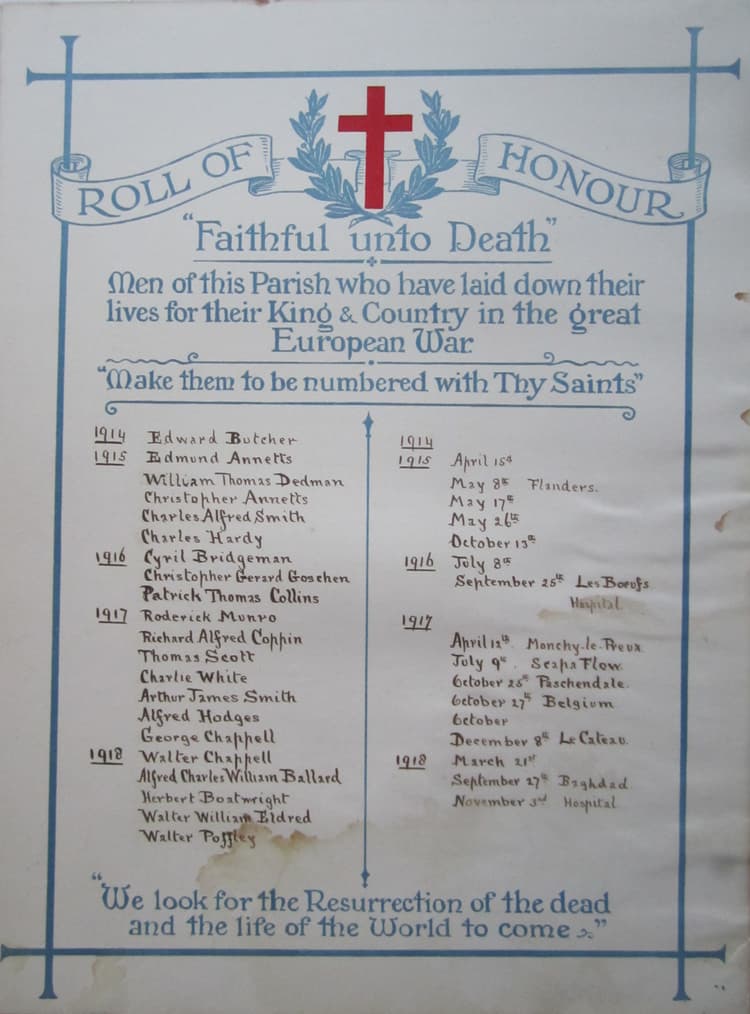 ROLL OF HONOUR
"Faithful unto Death"
Men of this Parish who have laid down their
lives for their King & Country in the great
European War.
"Make them to be numbered with Thy Saints"
1914 Edward Butcher
1915 Edmund Annetts
William Thomas Dedman
Christopher Annetts
Charles Alfred Smith
Charles Hardy
1916 Cyril Bridgeman
Christopher Gerard Goschen
Patrick Thomas Collins
1917 Roderick Munro
Richard Alfred Coppin
Thomas Scott
Charlie White
Arthur James Smith
Alfred Hodges
George Chappell
1918 Walter Chappell
Alfred Charles William Ballard
Herbert Boatwright
Walter William Eldred
Walter Poffley
1914
1915 April 15th
May 8th Flanders.
May 17th
May 26th
October 13th
1916 July 8th
September 25th Les Boeufs
Hospital
1917
April 12th Monchy-le-Preux
July 9th. Scapa Flow.
October 25th Paschendale.
October 27th Belgium
October
December 8th Le Cateau.
1918 March 21st
September 27th Baghdad
November 3rd Hospital
"We look for the Resurrection of the dead
and the life of the World to come."